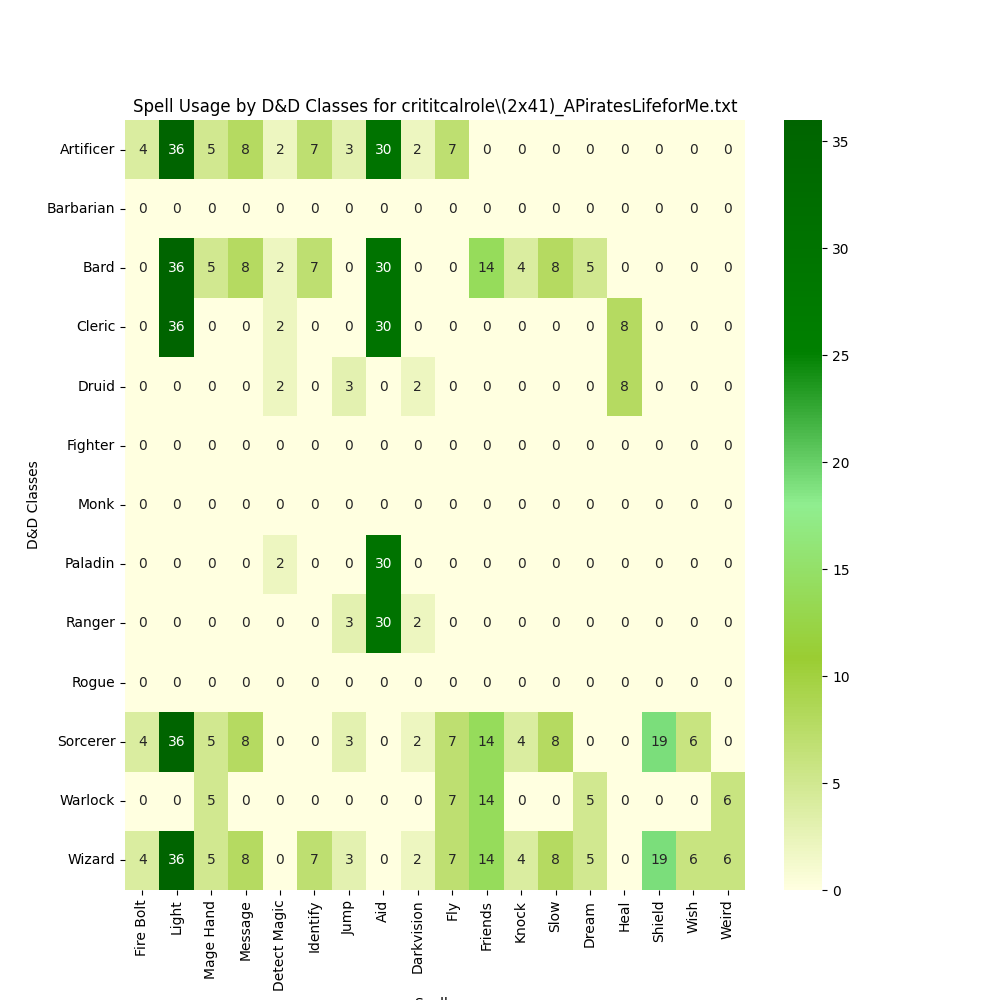 Spell Usage by D&D Classes for crititcalrole\(2x41)_APiratesLifeforMe.txt
D&D Classes
Artificer 4 36 5 8 2 7 3 30 2 7 0 0 0 0 0 0 0 0
Barbarian 0 0 0 0 0 0 0 0 0 0 0 0 0 0 0 0 0 0
Bard 0 36 5 8 2 7 0 30 0 0 14 4 8 5 0 0 0 0
Cleric 0 36 0 0 2 0 0 30 0 0 0 0 0 0 8 0 0 0
Druid 0 0 0 0 2 0 3 0 2 0 0 0 0 0 8 0 0 0
Fighter 0 0 0 0 0 0 0 0 0 0 0 0 0 0 0 0 0 0
Monk 0 0 0 0 0 0 0 0 0 0 0 0 0 0 0 0 0 0
Paladin 0 0 0 0 2 0 0 30 0 0 0 0 0 0 0 0 0 0
Ranger 0 0 0 0 0 0 3 30 2 0 0 0 0 0 0 0 0 0
Rogue 0 0 0 0 0 0 0 0 0 0 0 0 0 0 0 0 0 0
Sorcerer 4 36 5 8 0 0 3 0 2 7 14 4 8 0 0 19 6 0
Warlock 0 0 5 0 0 0 0 0 0 7 14 0 0 5 0 0 0 6
Wizard 4 36 5 8 0 7 3 0 2 7 14 4 8 5 0 19 6 6
Fire Bolt
Light
Mage Hand
Message
Detect Magic
Identify
Jump
Aid
Darkvision
Fly
Friends
Knock
Slow
Dream
Heal
Shield
Wish
Weird
35
30
25
20
15
10
5
0